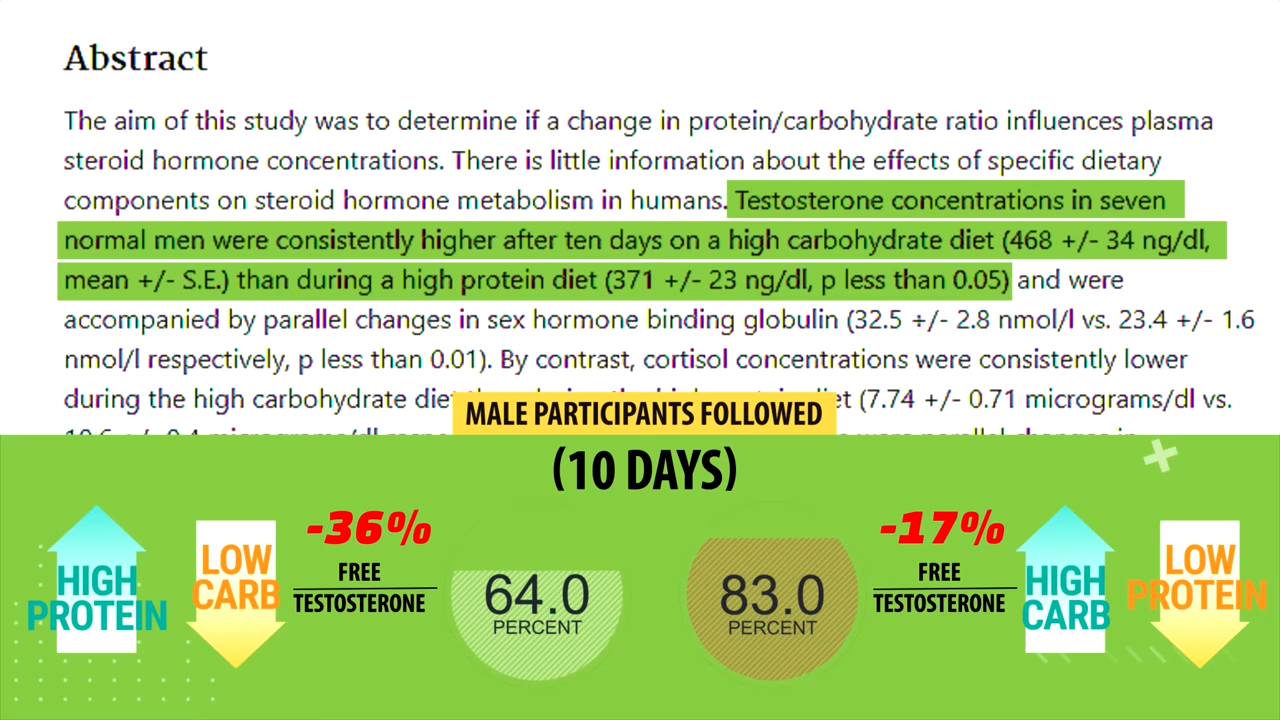 Abstract
The aim of this study was to determine if a change in protein/carbohydrate ratio influences plasma
steroid hormone concentrations. There is little information about the effects of specific dietary
components on steroid hormone metabolism in humans. Testosterone concentrations in seven
normal men were consistently higher after ten days on a high carbohydrate diet (468 +/- 34 ng/dl,
mean +/- S.E.) than during a high protein diet (371 +/- 23 ng/dl, p less than 0.05) and were
accompanied by parallel changes in sex hormone binding globulin (32.5 +/- 2.8 nmol/l vs. 23.4 +/- 1.6
nmol/l respectively, p less than 0.01). By contrast, cortisol concentrations were consistently lower
during the high carbohydrate (7.74 +/- 0.71 micrograms/dl vs.
MALE PARTICIPANTS FOLLOWED
(10 DAYS)
HIGH
PROTEIN
LOW
CARB
-36%
FREE
TESTOSTERONE
64.0
PERCENT
83.0
PERCENT
-17%
FREE
TESTOSTERONE
HIGH
CARB
LOW
PROTEIN